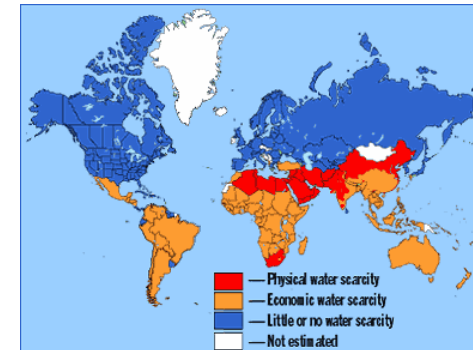 — Physical water scarcity
— Economic water scarcity
— Little or no water scarcity
— Not estimated